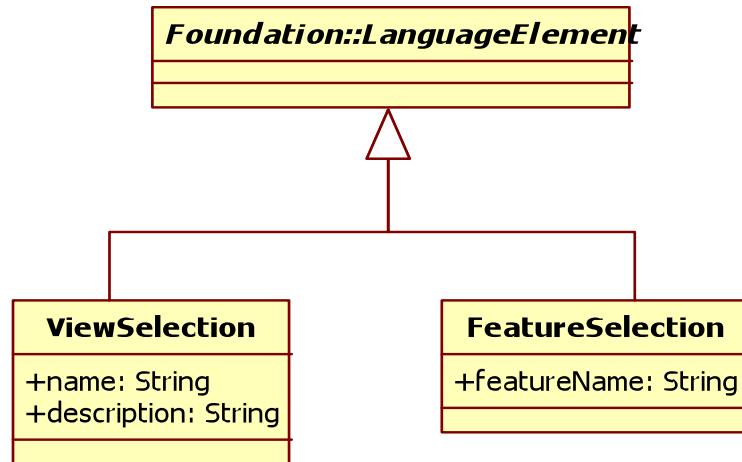 Foundation::LanguageElement
ViewSelection
+name: String
+description: String
FeatureSelection
+featureName: String